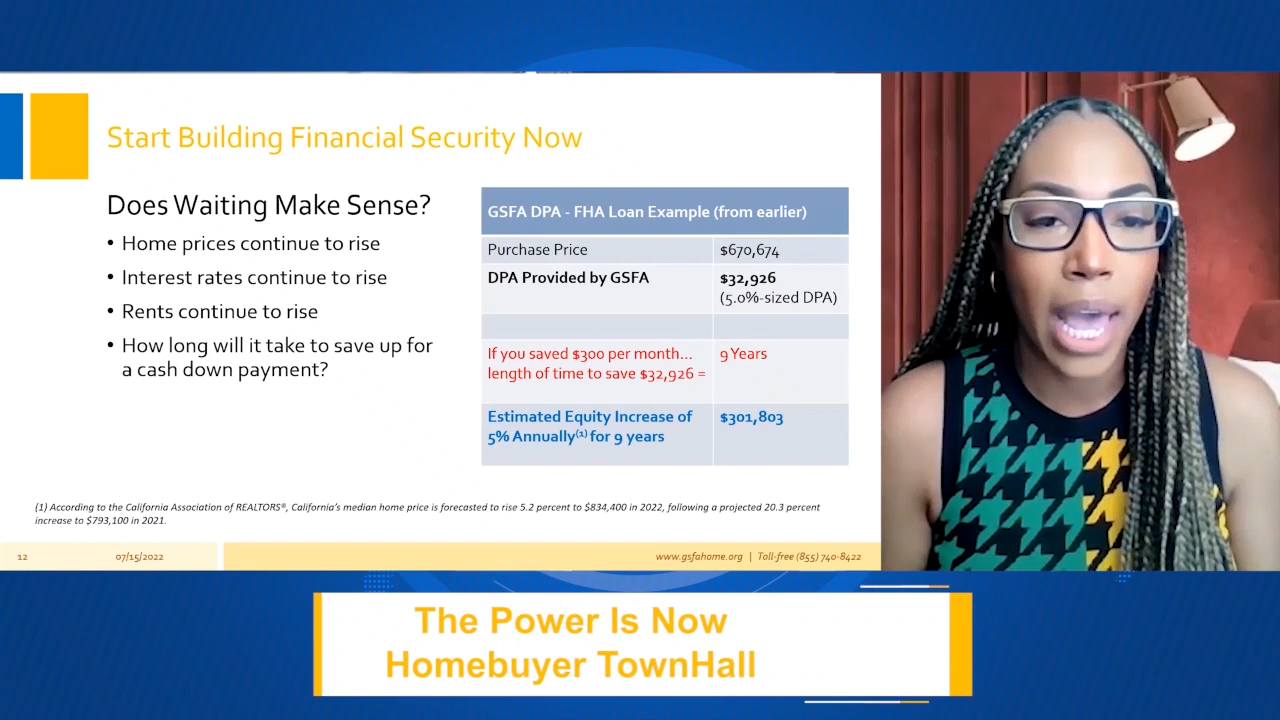 Start Building Financial Security Now
Does Waiting Make Sense?
• Home prices continue to rise
• Interest rates continue to rise
• Rents continue to rise
• How long will it take to save up for
a cash down payment?
GSFA DPA - FHA Loan Example (from earlier)
Purchase Price $670,674
DPA Provided by GSFA $32,926
(5.0%-sized DPA)
If you saved $300 per month... 9 Years
length of time to save $32,926 =
Estimated Equity Increase of $301,803
5% Annually(1) for 9 years
(1) According to the California Association of REALTORS®, California's median home price is forecasted to rise 5.2 percent to $834,400 in 2022, following a projected 20.3 percent
increase to $793,100 in 2021.
12 07/15/2022 www.gsfahome.org | Toll-free (855) 740-8422
The Power Is Now
Homebuyer TownHall